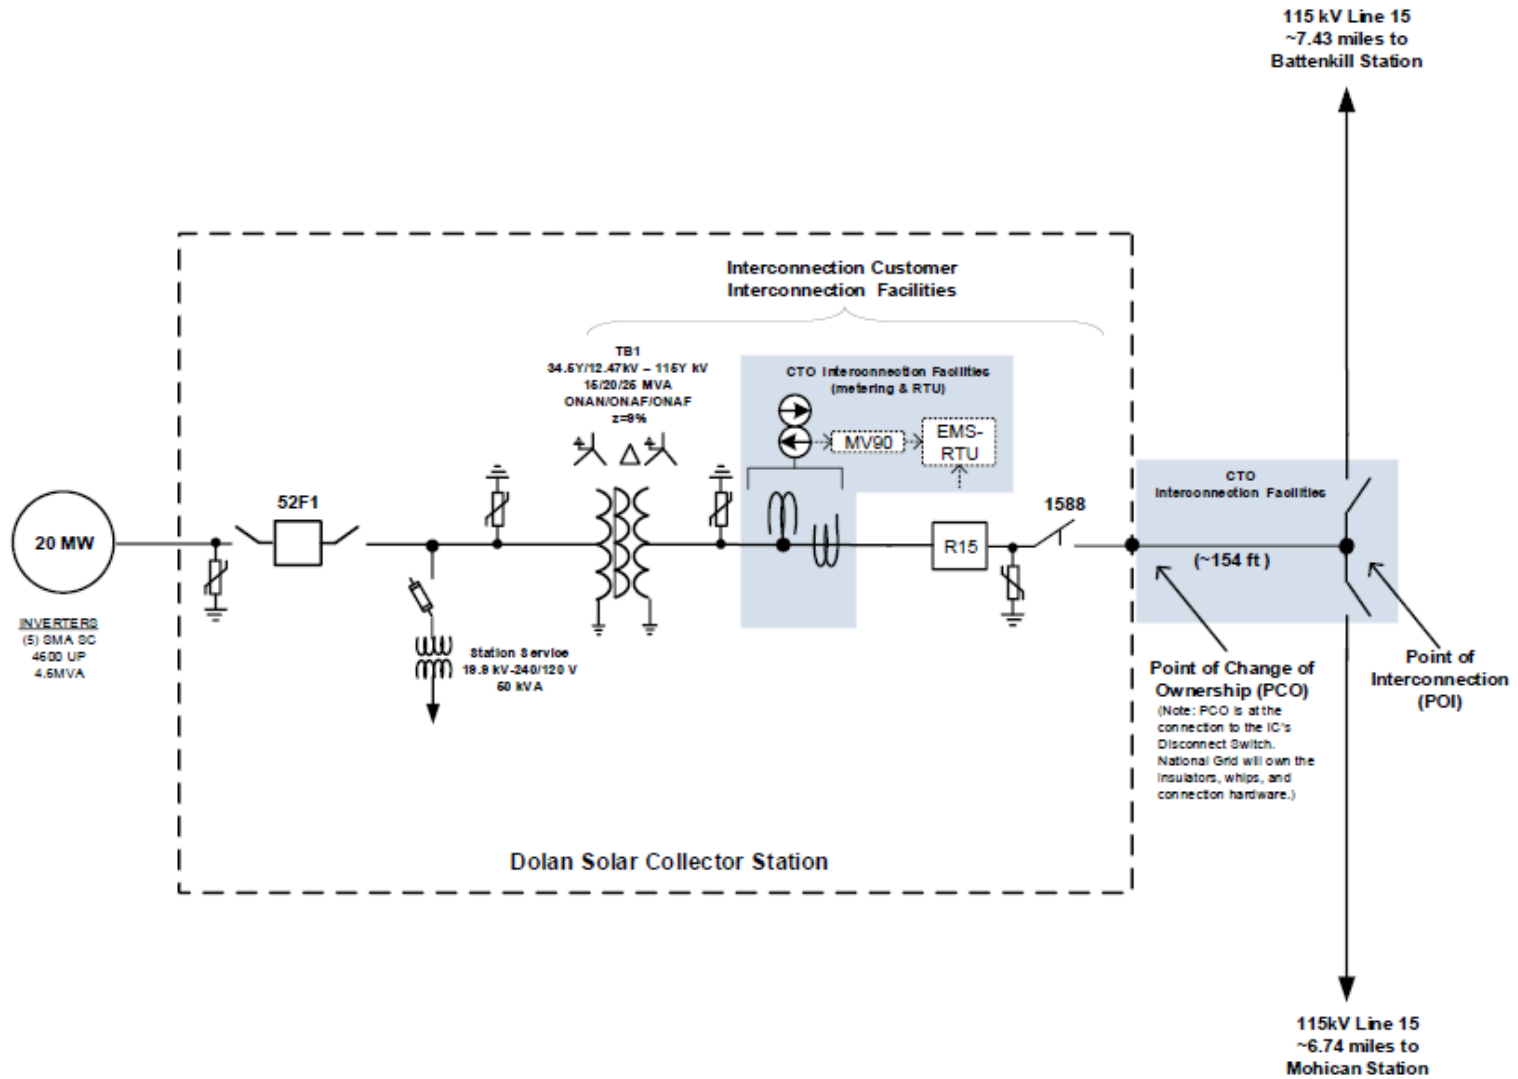 115 kV Line 15
~7.43 miles to
Battenkill Station
Interconnection Customer
Interconnection Facilities
TB1
34.5Y/12.47kV – 115Y kV
15/20/25 MVA
ONAN/ONAF/ONAF
z=9%
CTO Interconnection Facilities
(metering & RTU)
MV90
EMS-
RTU
CTO
Interconnection Facilities
52F1
1588
20 MW
R15
(~154 ft )
INVERTERS
(5) SMA SC
4600 UP
4.6MVA
Station Service
19.9 kV-240/120 V
50 kVA
Point of Change of
Ownership (PCO)
(Note: PCO is at the
connection to the IC's
Disconnect Switch.
National Grid will own the
insulators, whips, and
connection hardware.)
Point of
Interconnection
(POI)
Dolan Solar Collector Station
115kV Line 15
~6.74 miles to
Mohican Station